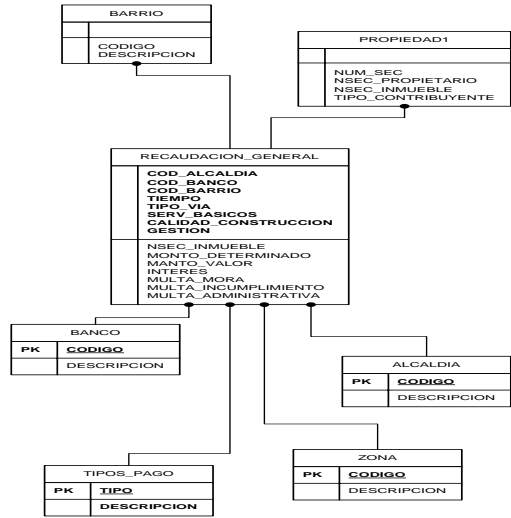 BARRIO
CODIGO
DESCRIPCION
PROPIEDAD1
NUM_SEC
NSEC_PROPIETARIO
NSEC_INMUEBLE
TIPO_CONTRIBUYENTE
RECAUDACION_GENERAL
COD_ALCALDIA
COD_BANCO
COD_BARRIO
TIEMPO
TIPO_VIA
SERV_BASICOS
CALIDAD_CONSTRUCCION
GESTION
NSEC_INMUEBLE
MONTO_DETERMINADO
MANTO_VALOR
INTERES
MULTA_MORA
MULTA_INCUMPLIMIENTO
MULTA_ADMINISTRATIVA
BANCO
PK CODIGO
DESCRIPCION
ALCALDIA
PK CODIGO
DESCRIPCION
TIPOS_PAGO
PK TIPO
DESCRIPCION
ZONA
PK CODIGO
DESCRIPCION